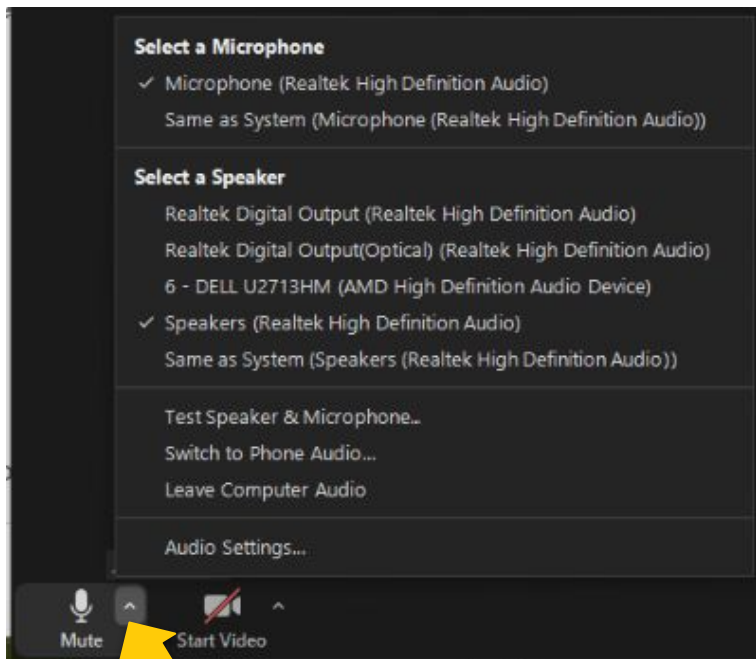 Select a Microphone
Microphone (Realtek High Definition Audio)
Same as System (Microphone (Realtek High Definition Audio))
Select a Speaker
Realtek Digital Output (Realtek High Definition Audio)
Realtek Digital Output(Optical) (Realtek High Definition Audio)
6 - DELL U2713HM (AMD High Definition Audio Device)
Speakers (Realtek High Definition Audio)
Same as System (Speakers (Realtek High Definition Audio))
Test Speaker & Microphone...
Switch to Phone Audio...
Leave Computer Audio
Audio Settings...
Mute
Start Video